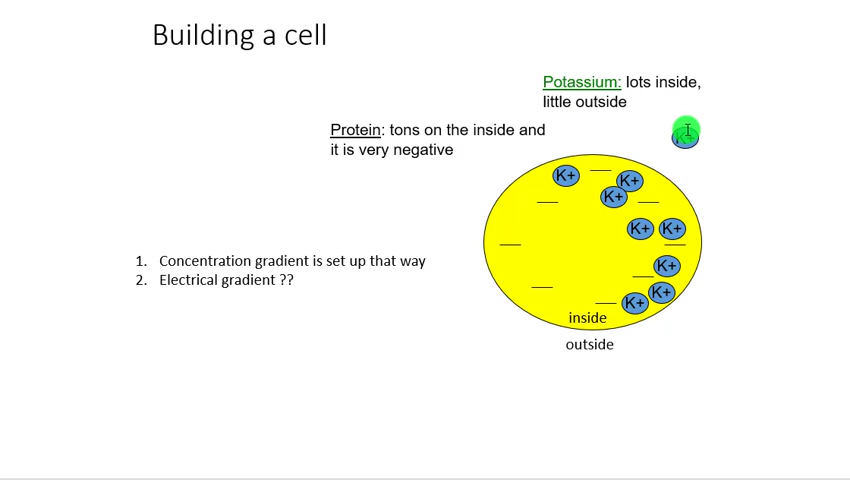 Building a cell
Potassium: lots inside,
little outside
Protein: tons on the inside and
it is very negative
K+
K+
K+
K+
K+ K+
K+
K+
K+
1. Concentration gradient is set up that way
2. Electrical gradient ??
inside
outside